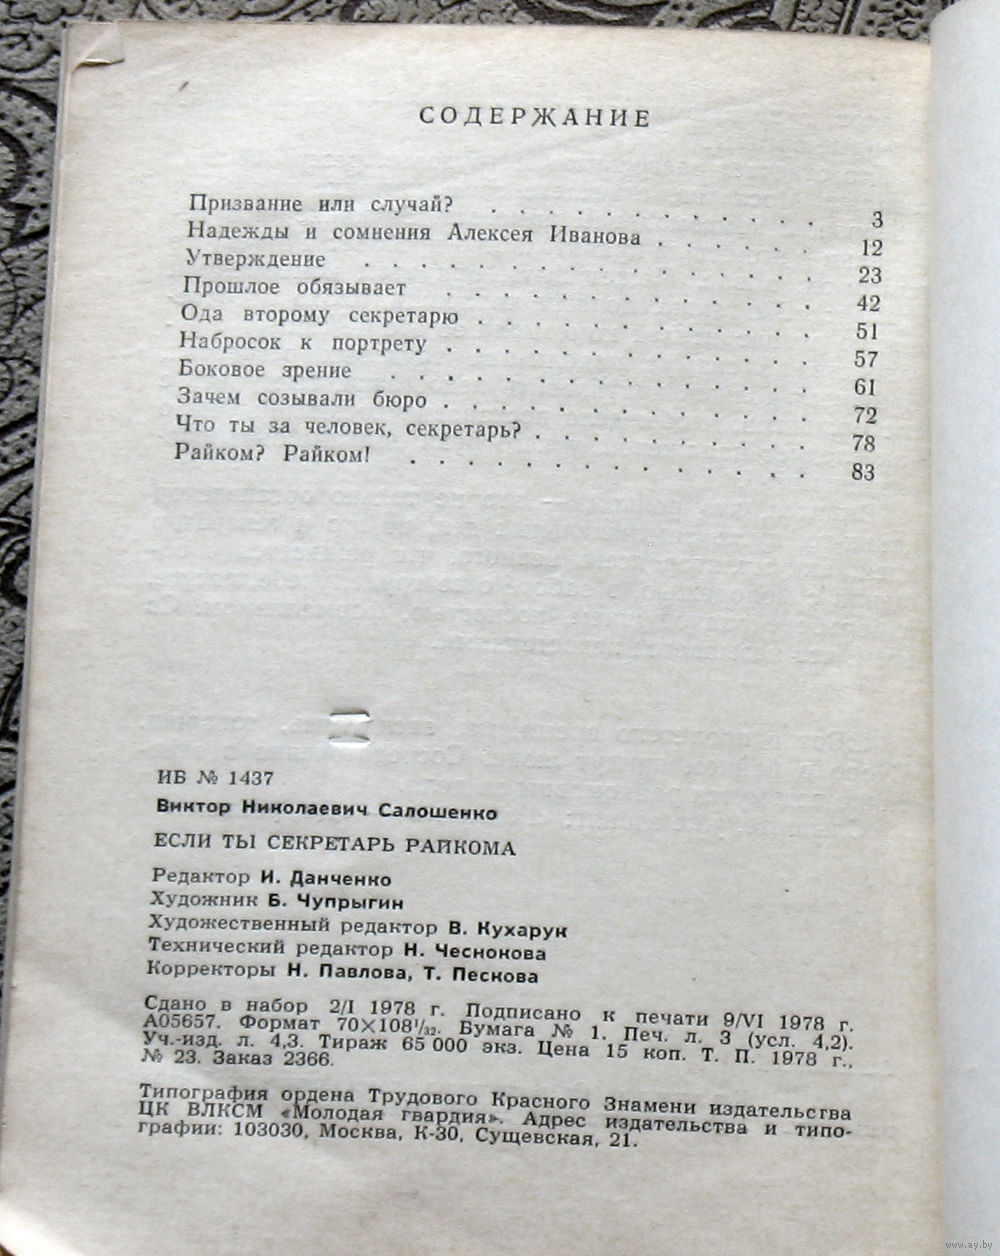 СОДЕРЖАНИЕ
Призвание или случай? . . . . . . . . . . . . 3
Надежды и сомнения Алексея Иванова . . . . . . 12
Утверждение . . . . . . . . . . . . . . . . 23
Прошлое обязывает . . . . . . . . . . . . . 42
Ода второму секретарю . . . . . . . . . . . . 51
Набросок к портрету . . . . . . . . . . . . . 57
Боковое зрение . . . . . . . . . . . . . . . 61
Зачем созывали бюро . . . . . . . . . . . . . 72
Что ты за человек, секретарь? . . . . . . . . . . 78
Райком? Райком! . . . . . . . . . . . . . . 83
ИБ № 1437
Виктор Николаевич Салошенко
ЕСЛИ ТЫ СЕКРЕТАРЬ РАЙКОМА
Редактор И. Данченко
Художник Б. Чупрыгин
Художественный редактор В. Кухарук
Технический редактор Н. Чеснокова
Корректоры Н. Павлова, Т. Пескова
Сдано в набор 2/I 1978 г. Подписано к печати 9/VI 1978 г.
А05657. Формат 70×108¹/₃₂. Бумага № 1. Печ. л. 3 (усл. 4,2).
Уч.-изд. л. 4,3. Тираж 65 000 экз. Цена 15 коп. Т. П. 1978 г.,
№ 23. Заказ 2366.
Типография ордена Трудового Красного Знамени издательства
ЦК ВЛКСМ «Молодая гвардия». Адрес издательства и типо-
графии: 103030, Москва, К-30, Сущевская, 21.
www.ay.by